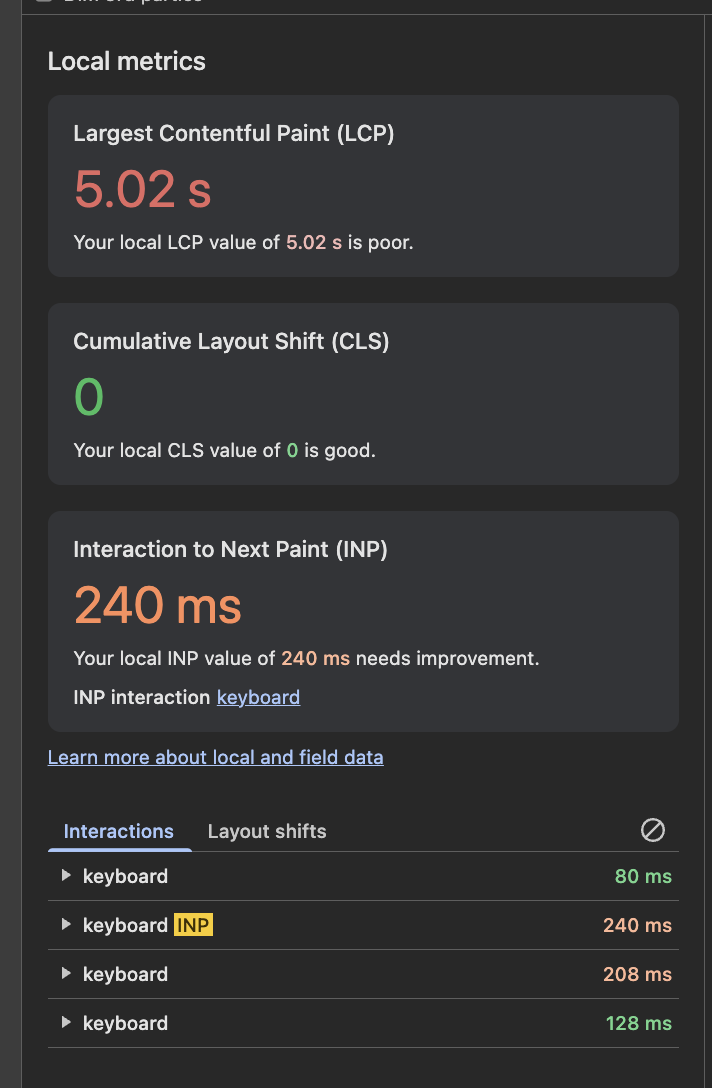 Local metrics
Largest Contentful Paint (LCP)
5.02 s
Your local LCP value of 5.02 s is poor.
Cumulative Layout Shift (CLS)
0
Your local CLS value of 0 is good.
Interaction to Next Paint (INP)
240 ms
Your local INP value of 240 ms needs improvement.
INP interaction keyboard
Learn more about local and field data
Interactions Layout shifts
keyboard 80 ms
keyboard INP 240 ms
keyboard 208 ms
keyboard 128 ms